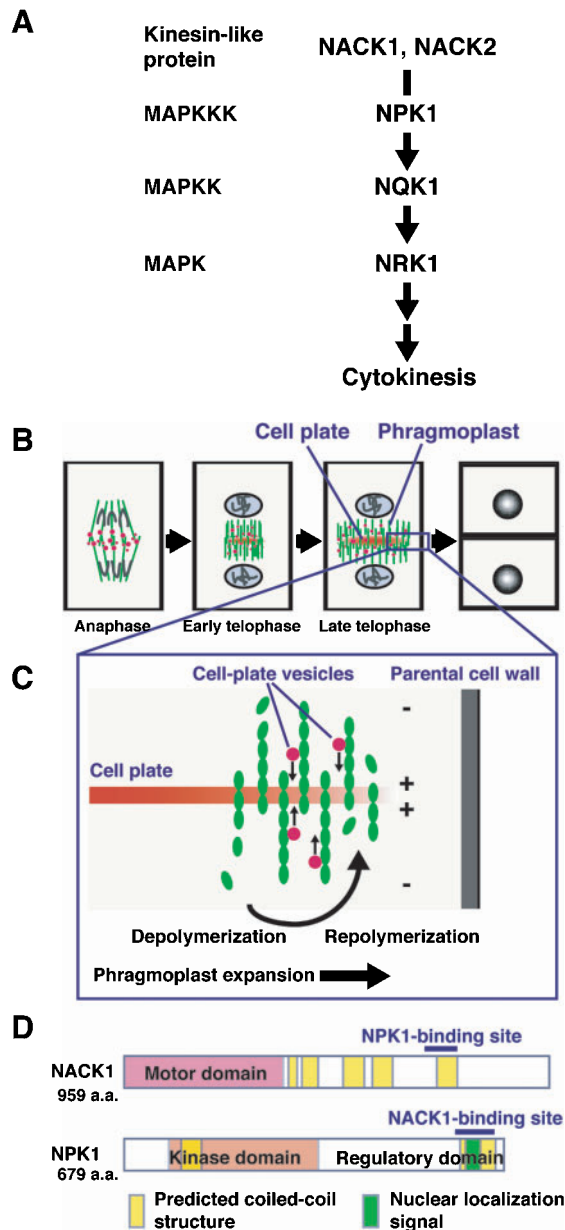 A
Kinesin-like
protein
NACK1, NACK2
MAPKKK
NPK1
MAPKK
NQK1
MAPK
NRK1
Cytokinesis
B
Cell plate
Phragmoplast
Anaphase
Early telophase
Late telophase
C
Cell-plate vesicles
Parental cell wall
-
Cell plate
+
+
-
Depolymerization
Repolymerization
Phragmoplast expansion
D
NPK1-binding site
NACK1
959 a.a.
Motor domain
NACK1-binding site
NPK1
679 a.a.
Kinase domain
Regulatory domain
Predicted coiled-coil
structure
Nuclear localization
signal